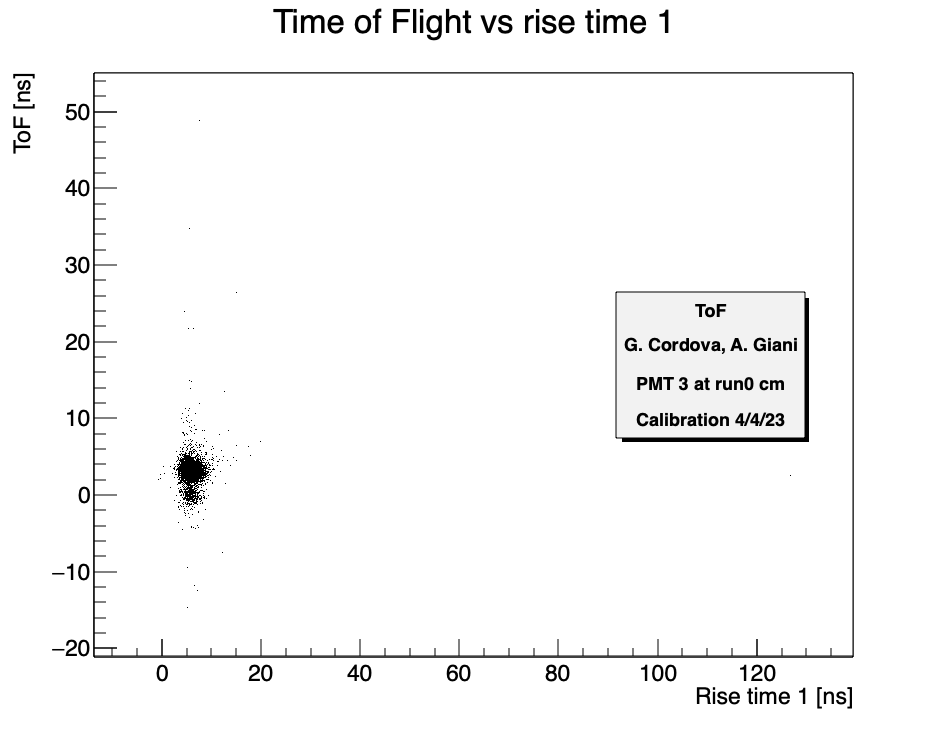 Time of Flight vs rise time 1
ToF [ns]
50
40
30
20
10
0
−10
−20
ToF
G. Cordova, A. Giani
PMT 3 at run0 cm
Calibration 4/4/23
0 20 40 60 80 100 120
Rise time 1 [ns]